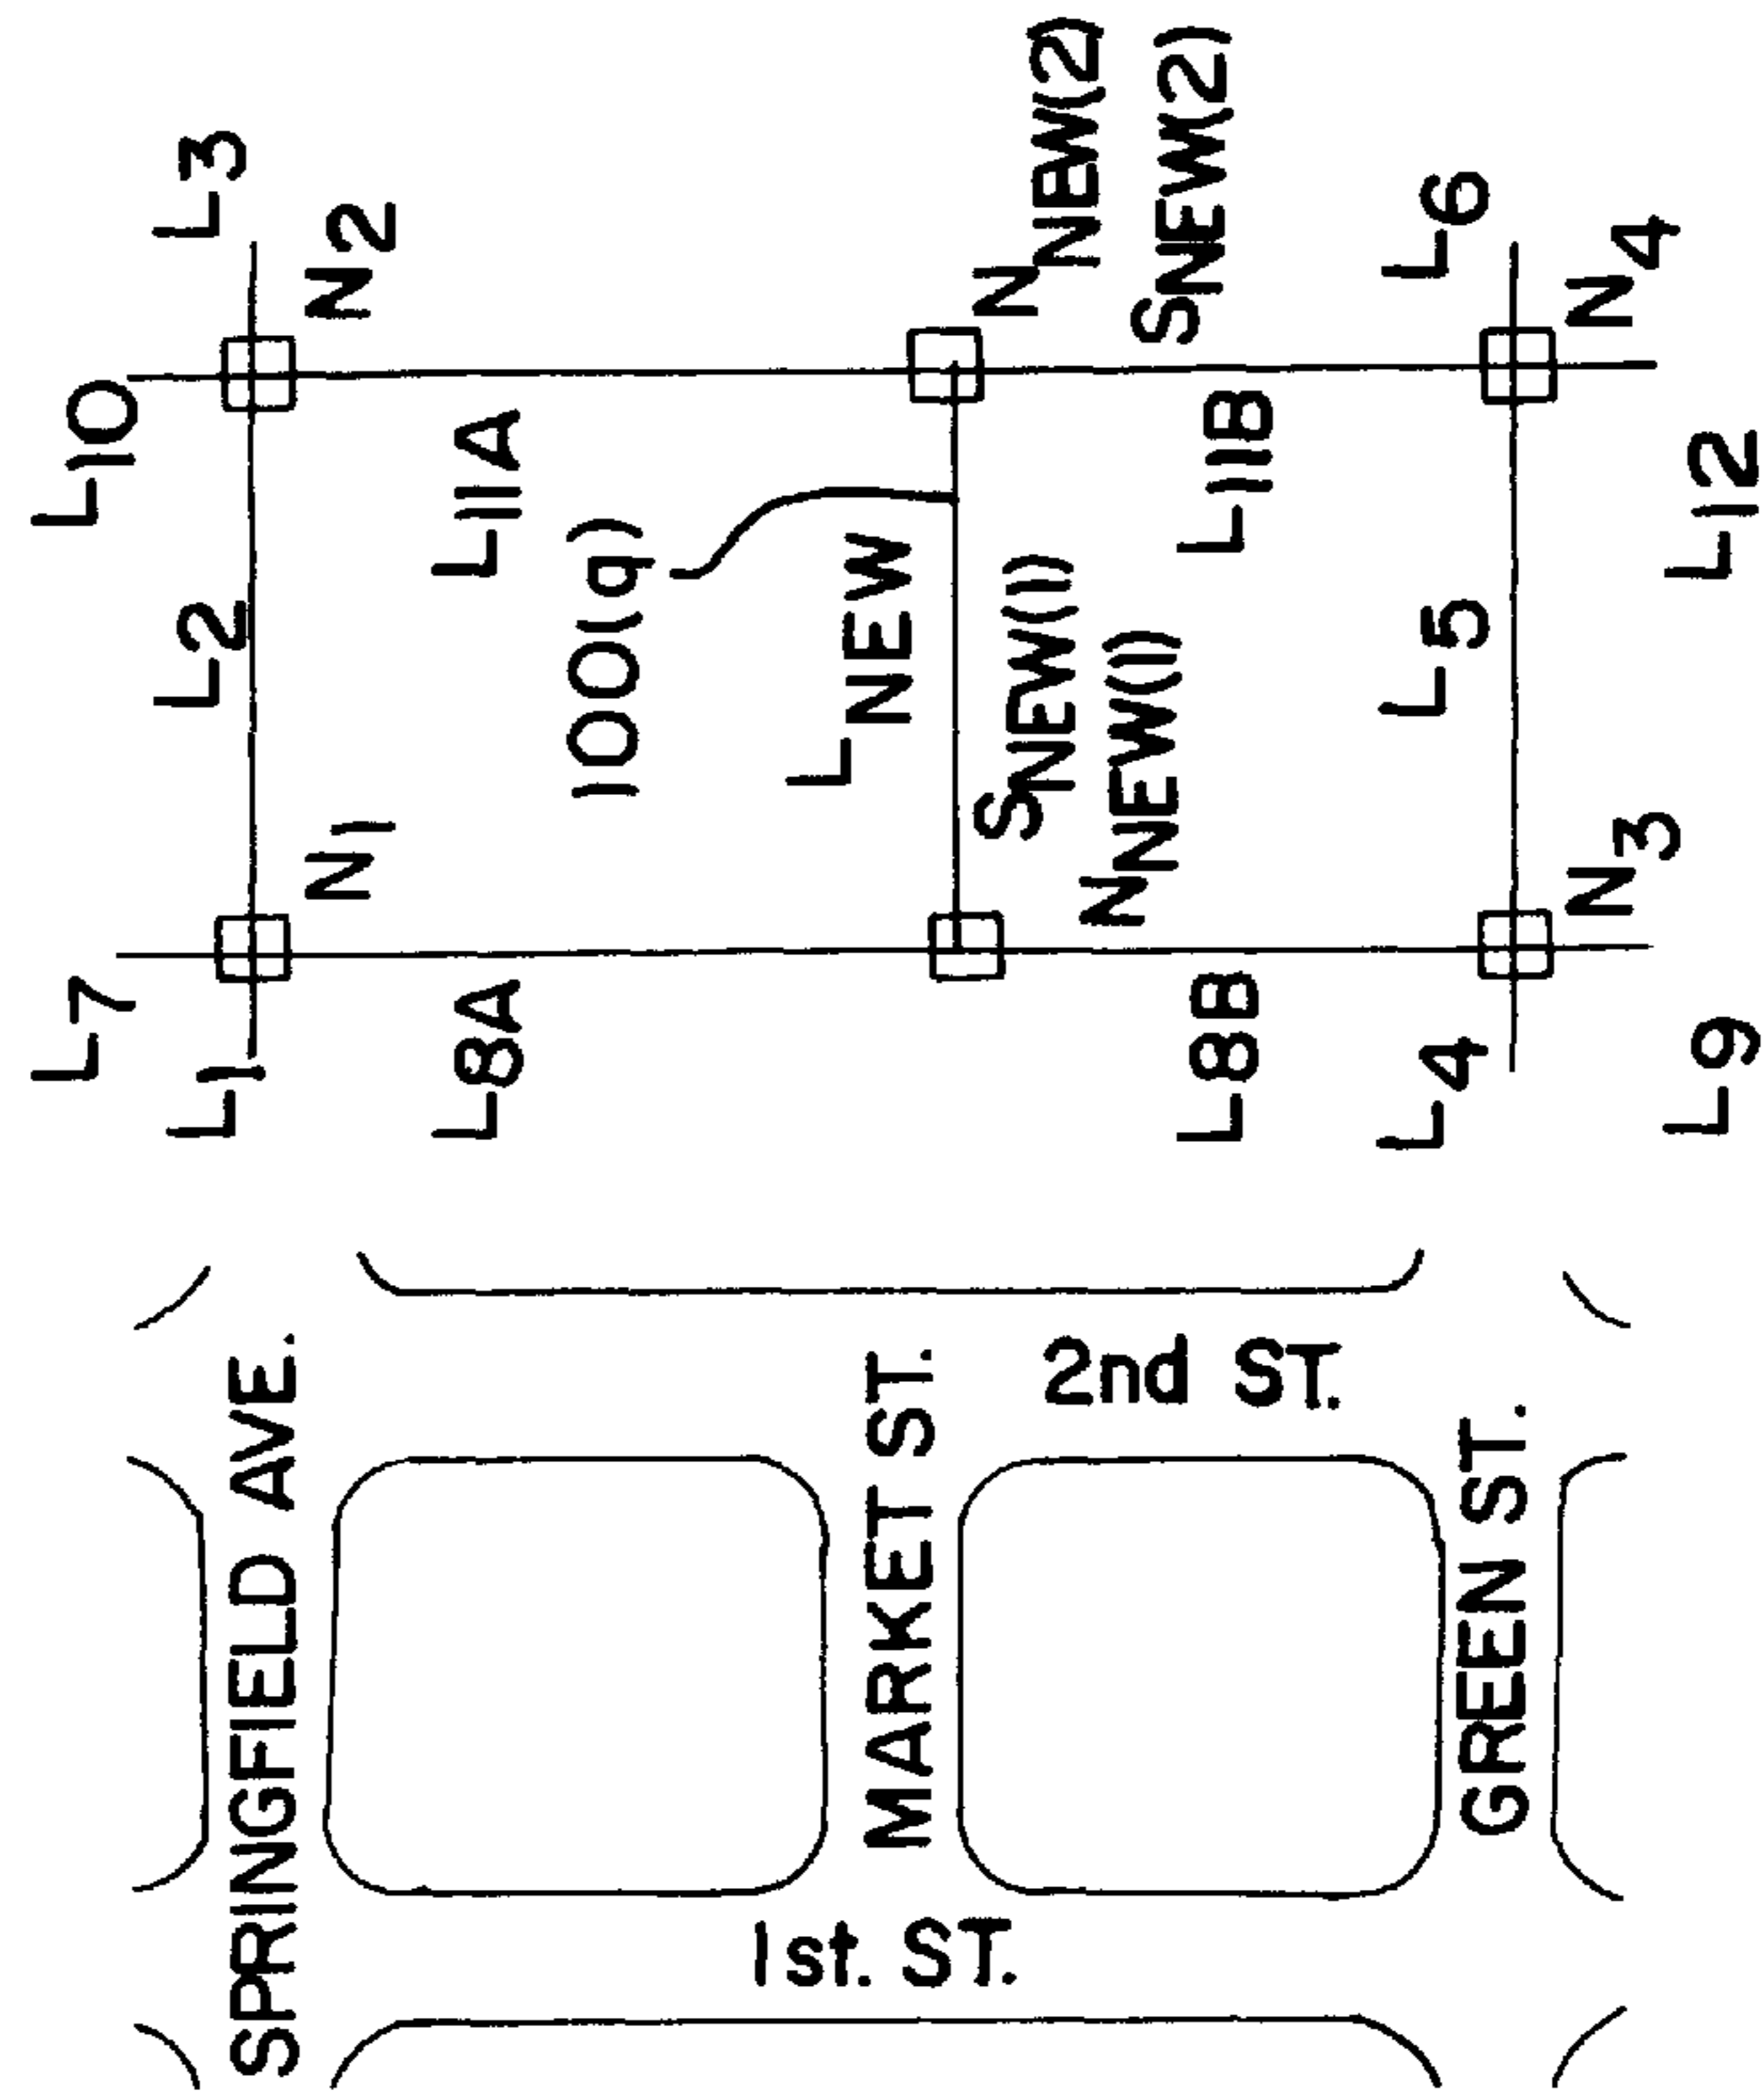 L7
L10
L1
L2
L3
N1
N2
L8A
L11A
100(q)
LNEW
SNEW(1)
NNEW(1)
NNEW(2)
SNEW(2)
L8B
L11B
L4
L5
L6
N3
N4
L9
L12
SPRINGFIELD AVE.
MARKET ST.
2nd ST.
GREEN ST.
1st. ST.